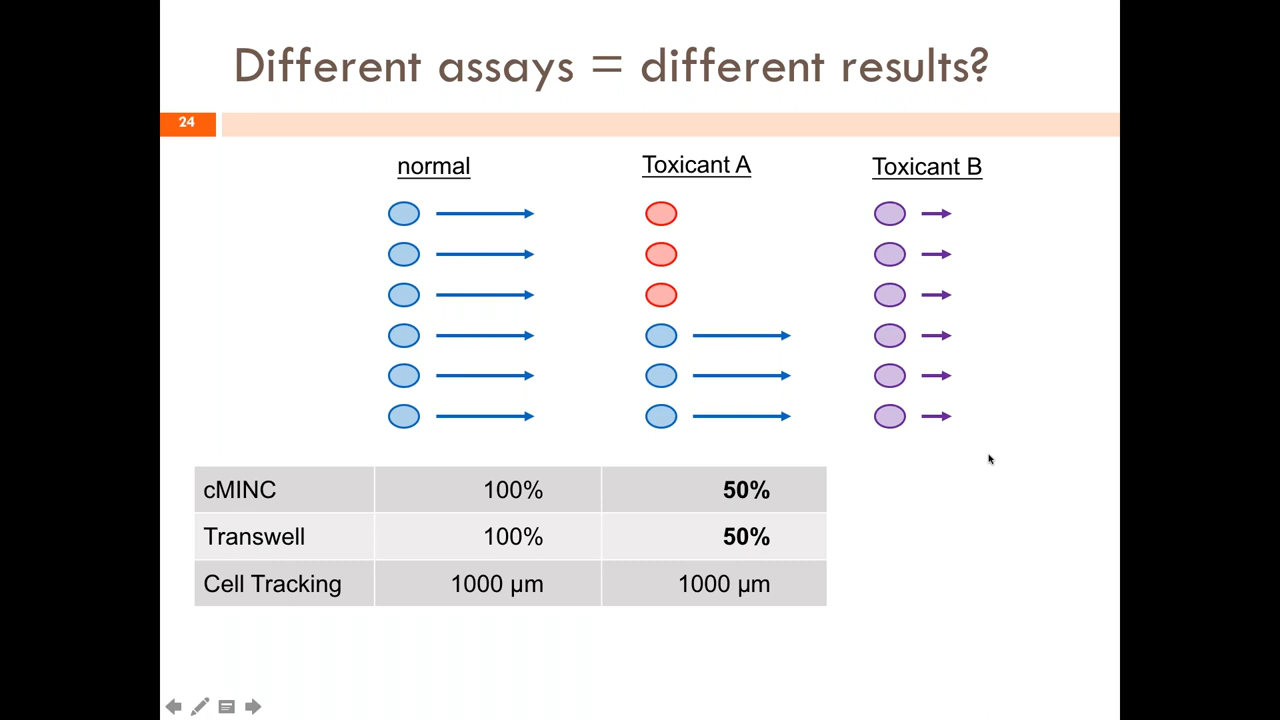 Different assays = different results?
24
normal Toxicant A Toxicant B
cMINC 100% 50%
Transwell 100% 50%
Cell Tracking 1000 µm 1000 µm